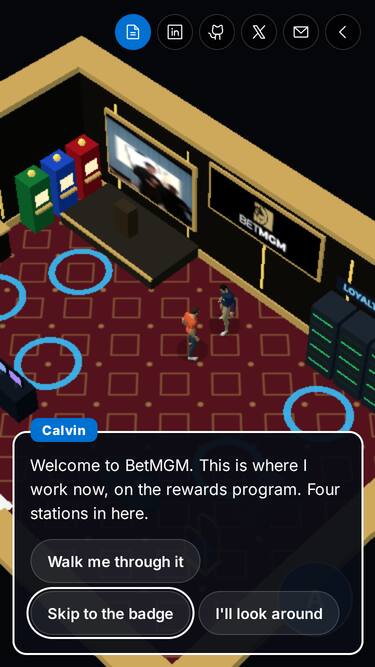 BETMGM
LOYAL
Calvin
Welcome to BetMGM. This is where I
work now, on the rewards program. Four
stations in here.
Walk me through it
Skip to the badge
I'll look around